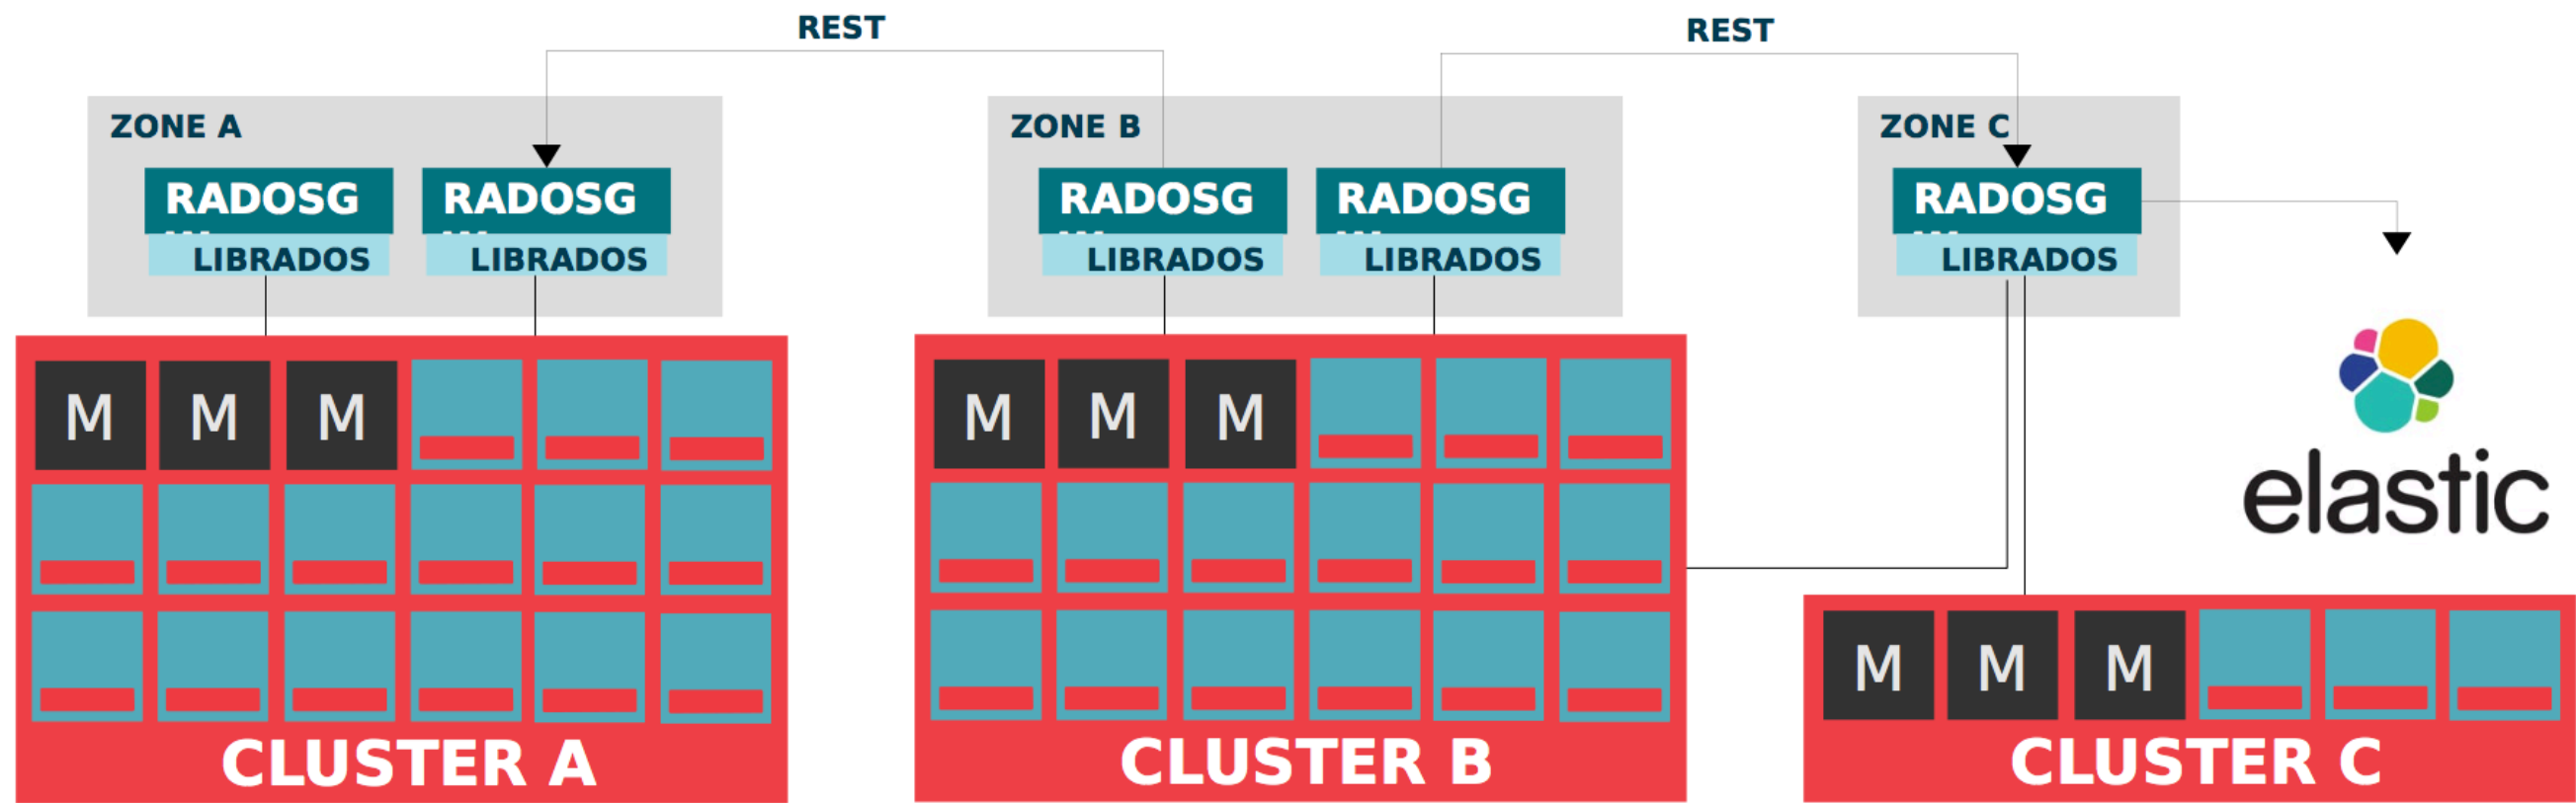 REST
REST
ZONE A
ZONE B
ZONE C
RADOSG
RADOSG
RADOSG
RADOSG
RADOSG
LIBRADOS
LIBRADOS
LIBRADOS
LIBRADOS
LIBRADOS
M M M
M M M
elastic
M M M
CLUSTER A
CLUSTER B
CLUSTER C